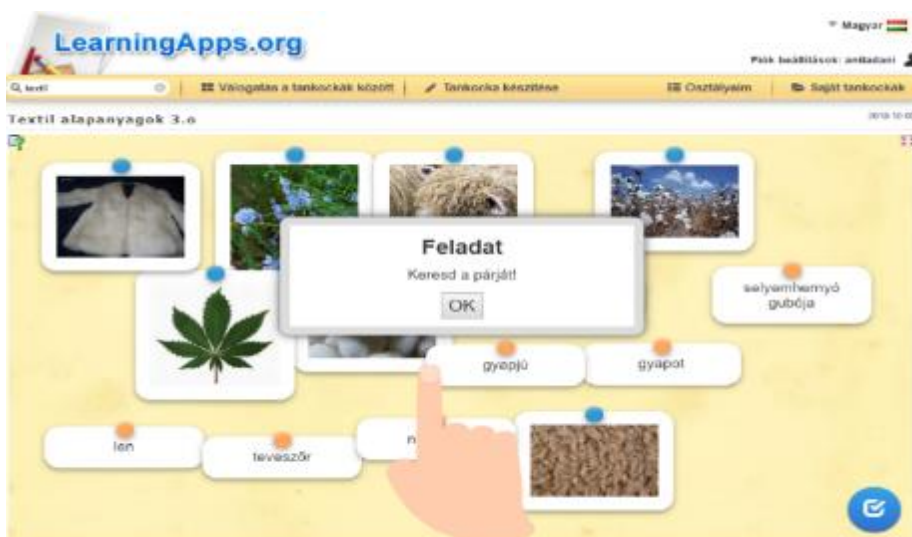 LearningApps.org
Magyar
Fiók beállítások: anitadani
textil
Válogatás a tankockák között
Tankocka készítése
Osztályaim
Saját tankockák
Textil alapanyagok 3.o
Feladat
Keresd a párját!
OK
selyemhernyó
gubója
gyapjú
gyapot
len
teveszőr